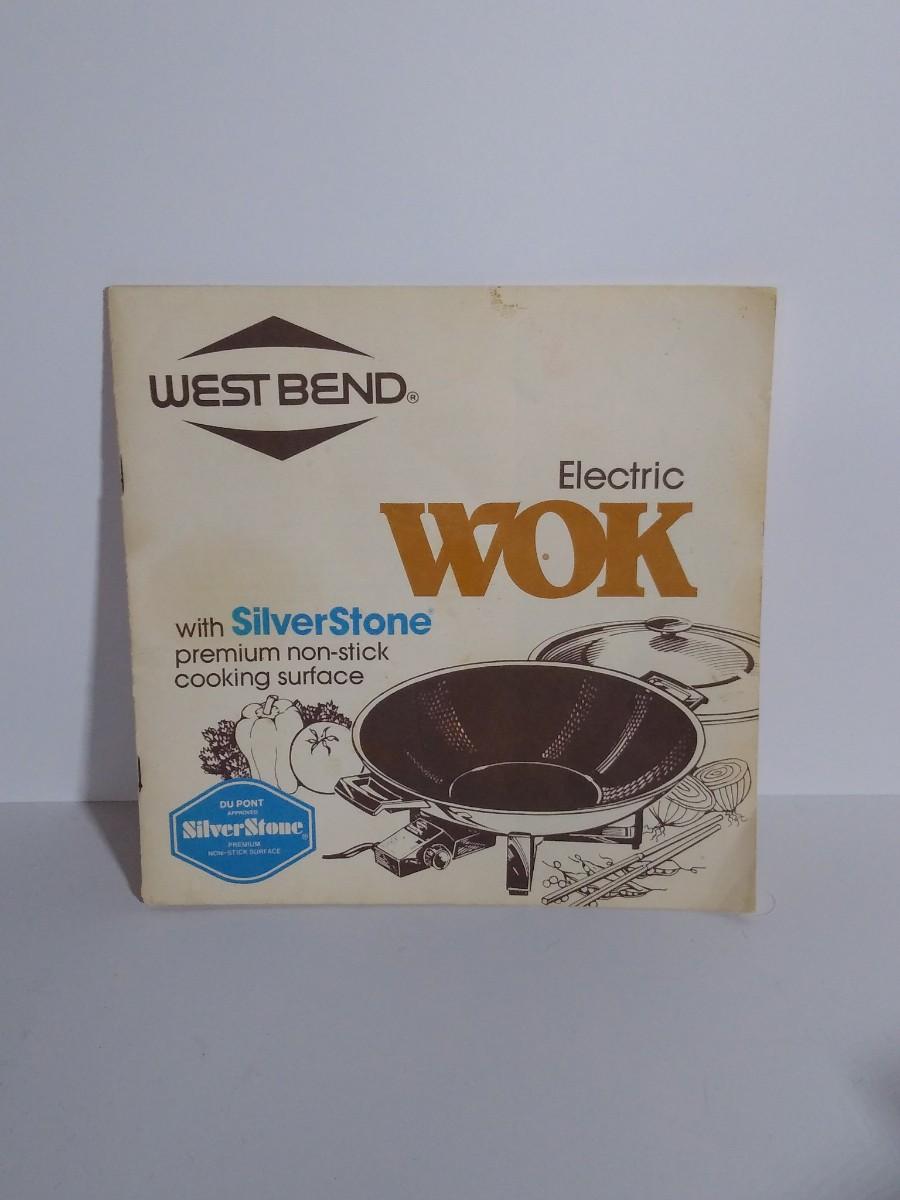 WEST BEND®
Electric
WOK
with SilverStone®
premium non-stick
cooking surface
DU PONT
APPROVED
SilverStone®
PREMIUM
NON-STICK SURFACE